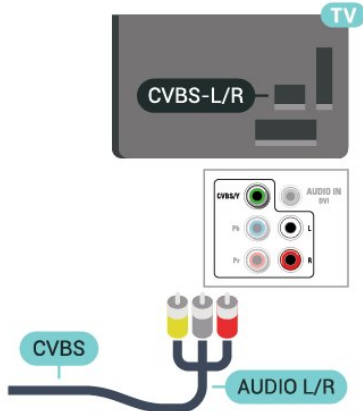 TV
CVBS-L/R
CVBS/Y
AUDIO IN
DVI
Pb
L
Pr
R
CVBS
AUDIO L/R